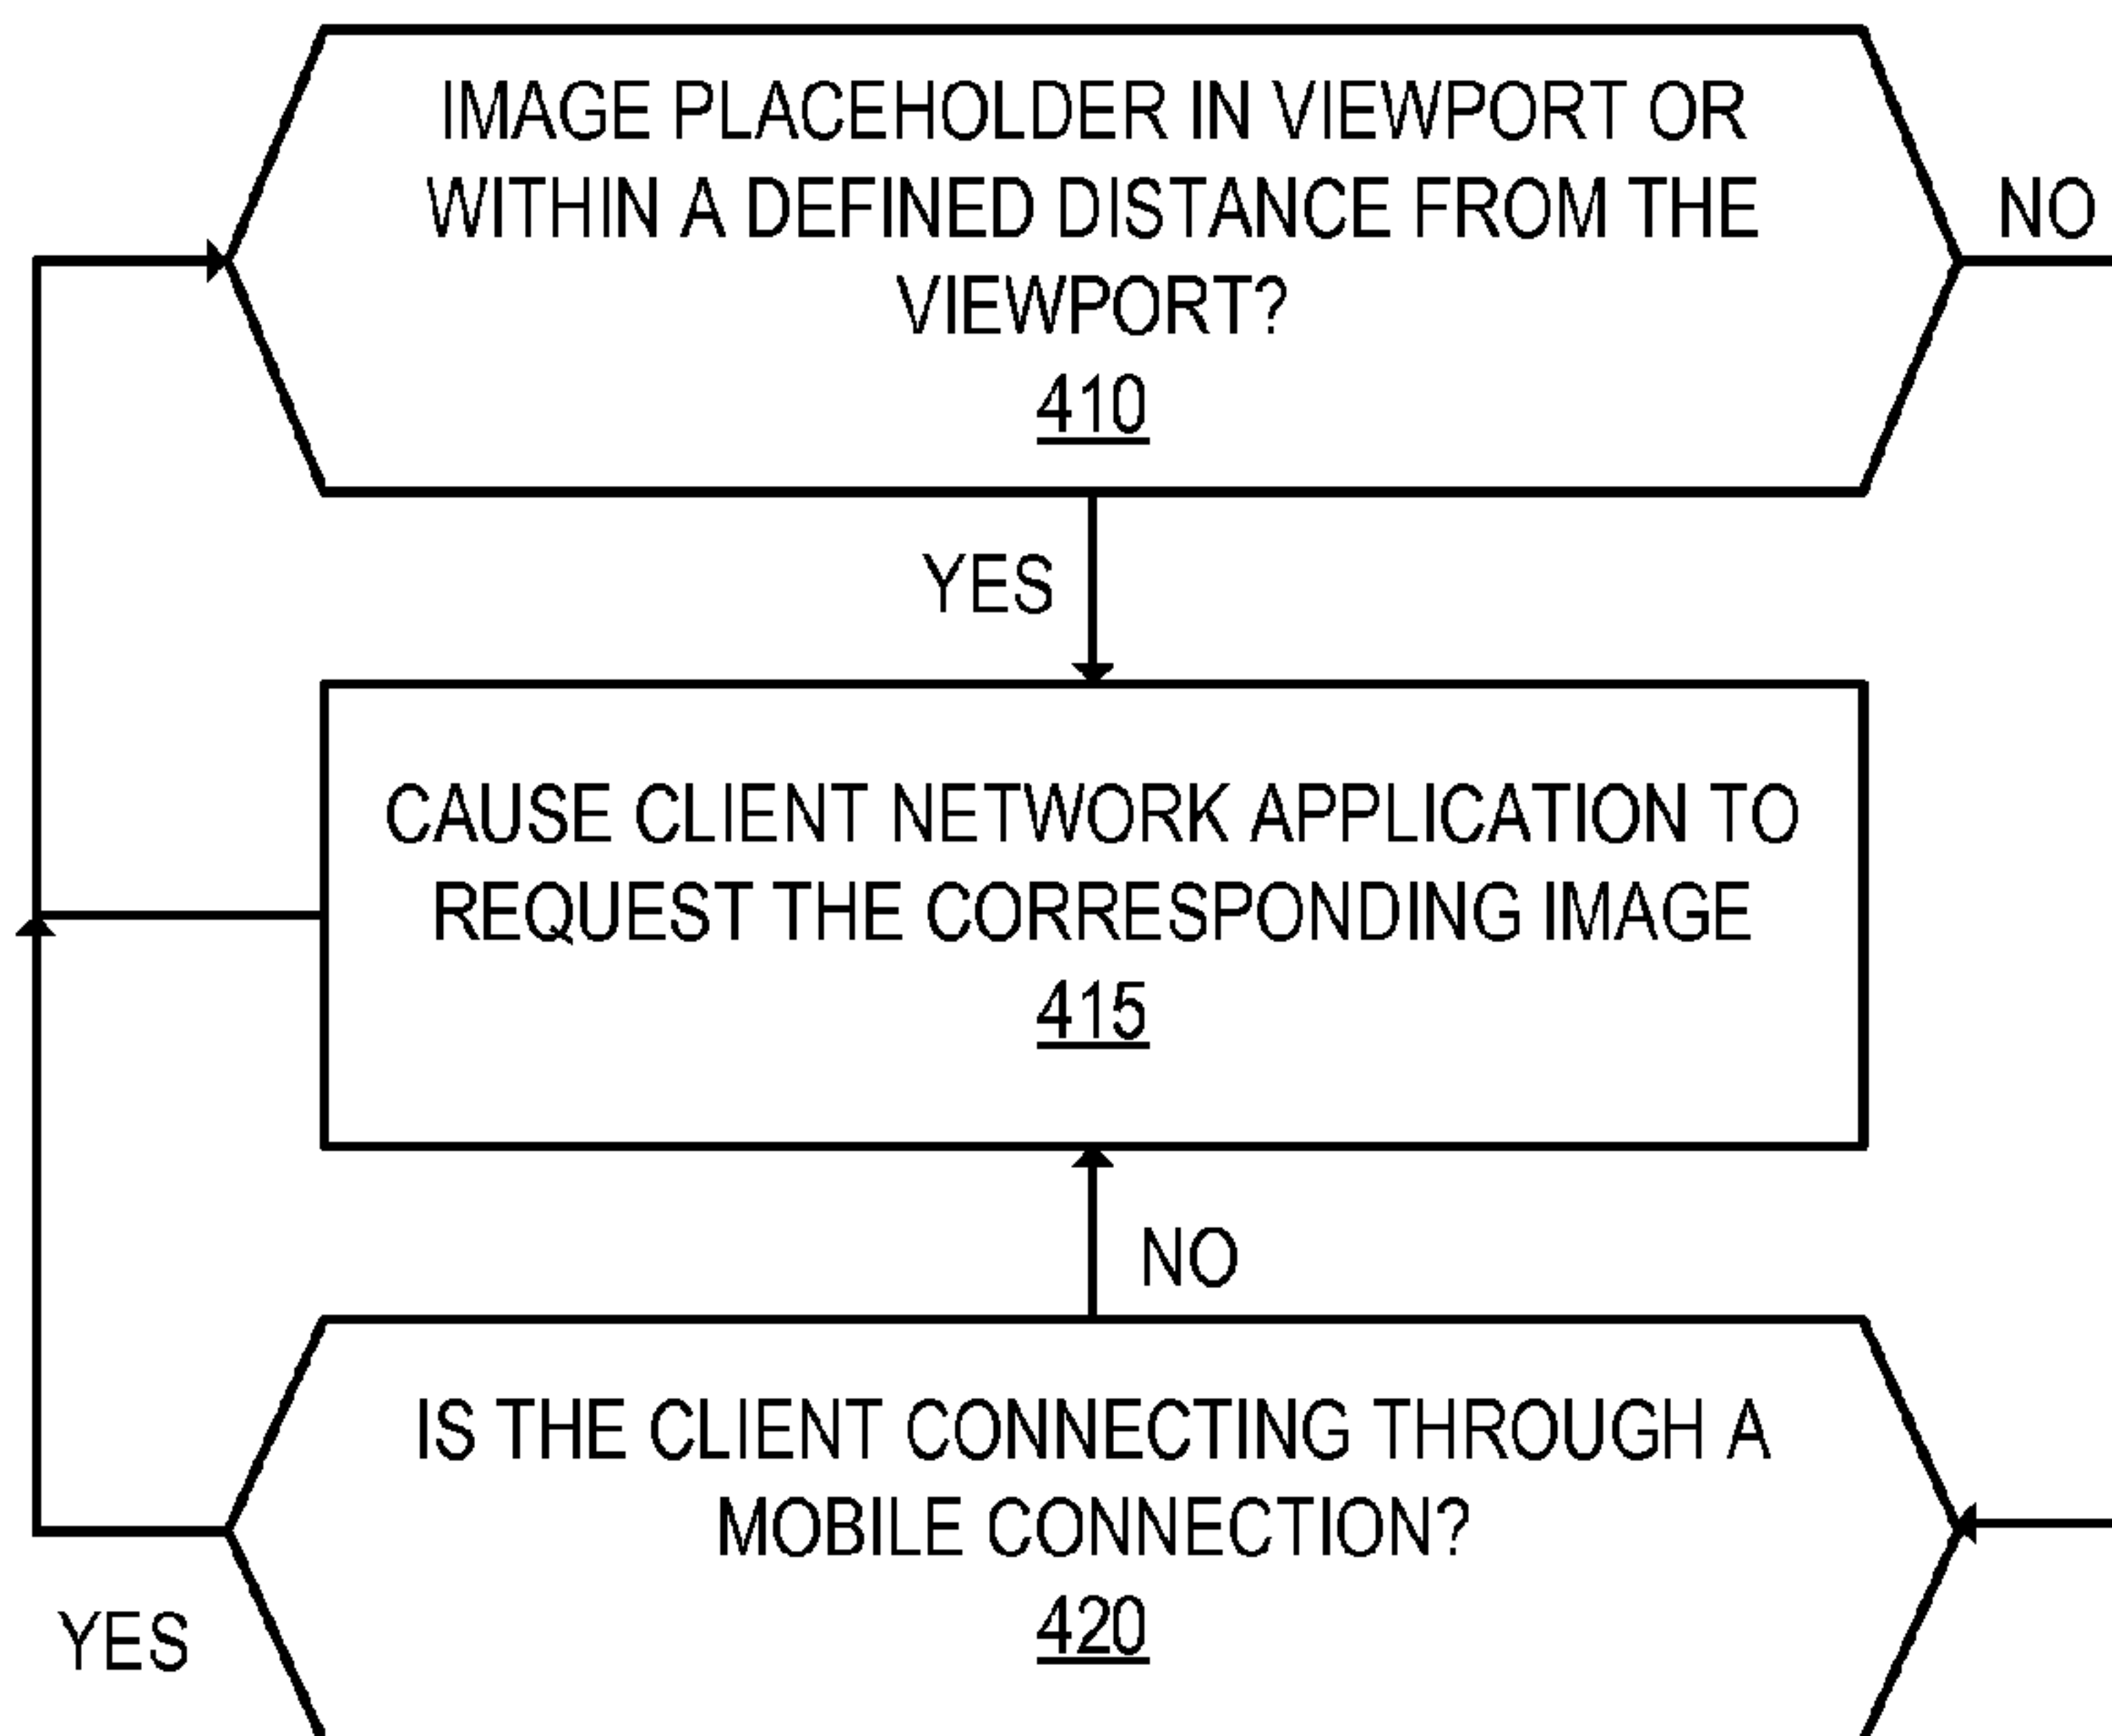 IMAGE PLACEHOLDER IN VIEWPORT OR
WITHIN A DEFINED DISTANCE FROM THE
VIEWPORT?
410
NO
YES
CAUSE CLIENT NETWORK APPLICATION TO
REQUEST THE CORRESPONDING IMAGE
415
NO
IS THE CLIENT CONNECTING THROUGH A
MOBILE CONNECTION?
420
YES